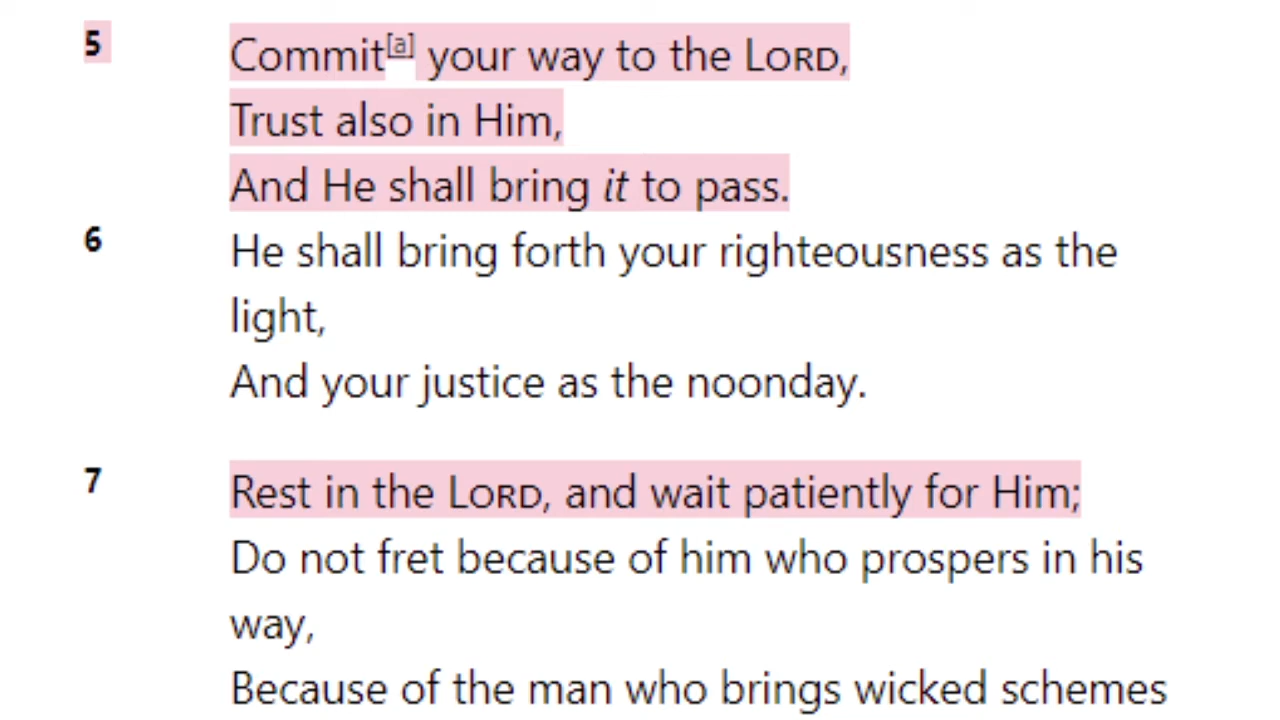 5 Commit[a] your way to the LORD,
Trust also in Him,
And He shall bring it to pass.
6 He shall bring forth your righteousness as the
light,
And your justice as the noonday.
7 Rest in the LORD, and wait patiently for Him;
Do not fret because of him who prospers in his
way,
Because of the man who brings wicked schemes